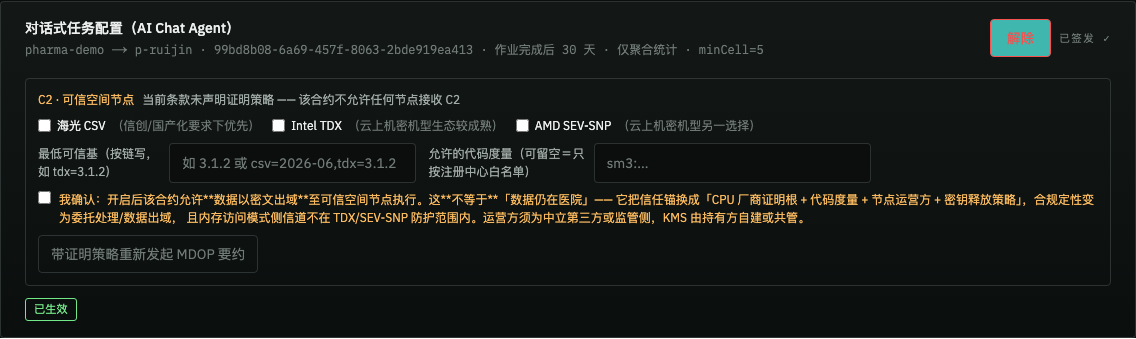 对话式任务配置（AI Chat Agent）
pharma-demo ⟶ p-ruijin · 99bd8b08-6a69-457f-8063-2bde919ea413 · 作业完成后 30 天 · 仅聚合统计 · minCell=5
解除
已签发 ✓
C2 · 可信空间节点 当前条款未声明证明策略 —— 该合约不允许任何节点接收 C2
海光 CSV （信创/国产化要求下优先） Intel TDX （云上机密机型生态较成熟） AMD SEV-SNP （云上机密机型另一选择）
最低可信基（按链写，
如 tdx=3.1.2）
如 3.1.2 或 csv=2026-06,tdx=3.1.2
允许的代码度量（可留空＝只
按注册中心白名单）
sm3:...
我确认：开启后该合约允许**数据以密文出域**至可信空间节点执行。这**不等于**「数据仍在医院」—— 它把信任锚换成「CPU 厂商证明根 + 代码度量 + 节点运营方 + 密钥释放策略」，合规定性变
为委托处理/数据出域， 且内存访问模式侧信道不在 TDX/SEV-SNP 防护范围内。运营方须为中立第三方或监管侧，KMS 由持有方自建或共管。
带证明策略重新发起 MDOP 要约
已生效